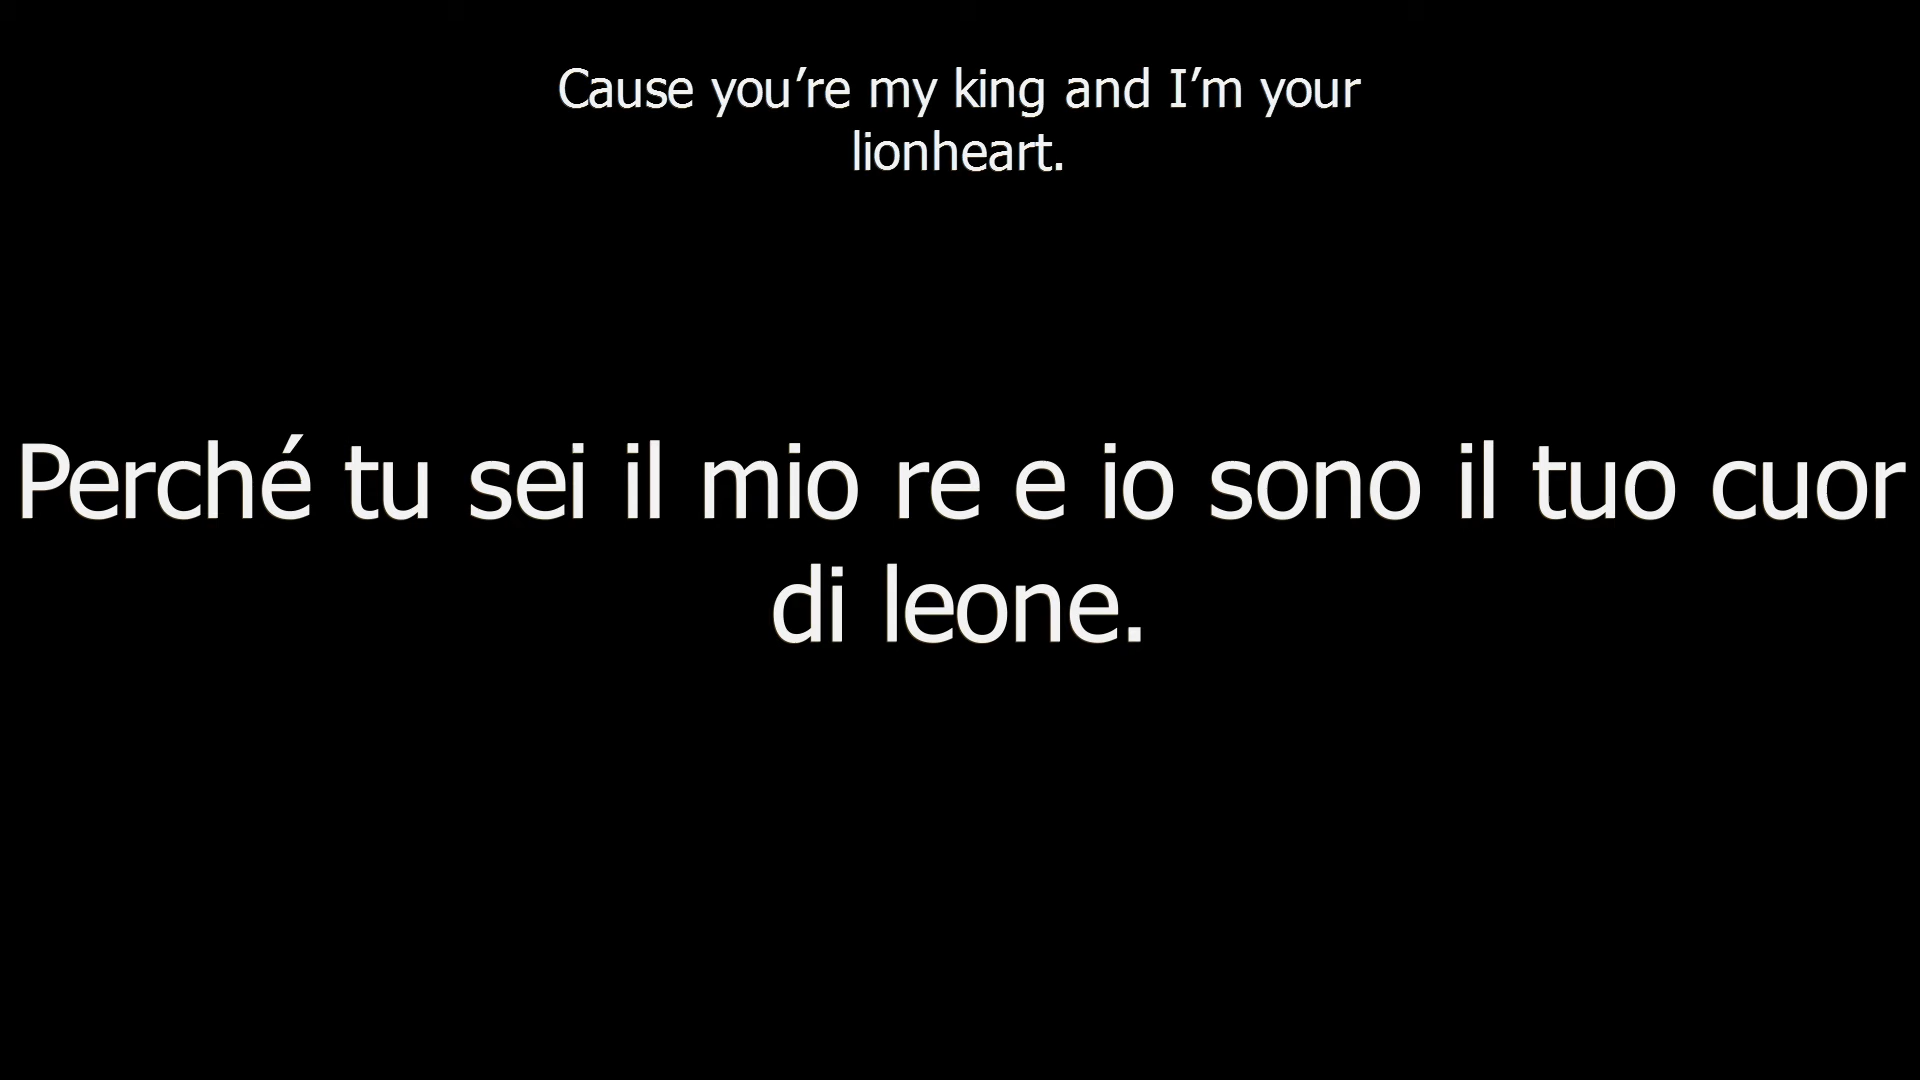 Cause you’re my king and I’m your
lionheart.
Perché tu sei il mio re e io sono il tuo cuor
di leone.